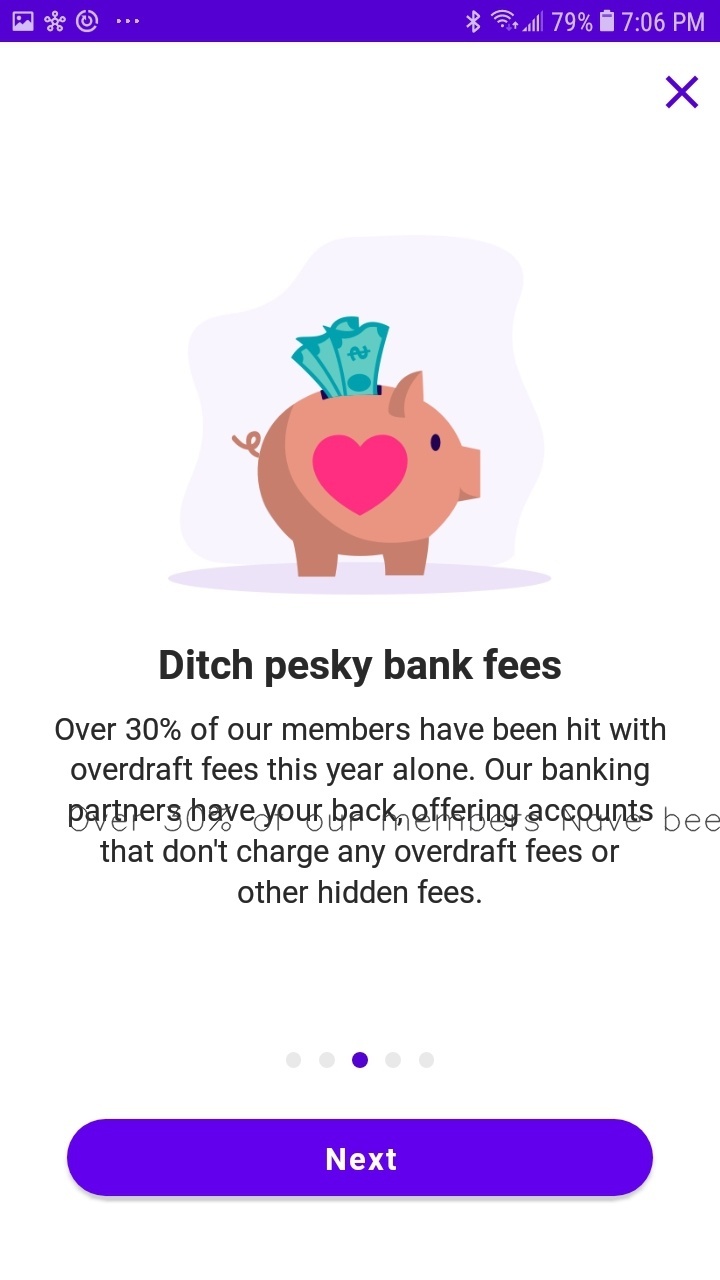 79% 7:06 PM
Ditch pesky bank fees
Over 30% of our members have been hit with
overdraft fees this year alone. Our banking
partners have your back, offering accounts
Over 30% of our members have bee
that don't charge any overdraft fees or
other hidden fees.
Next